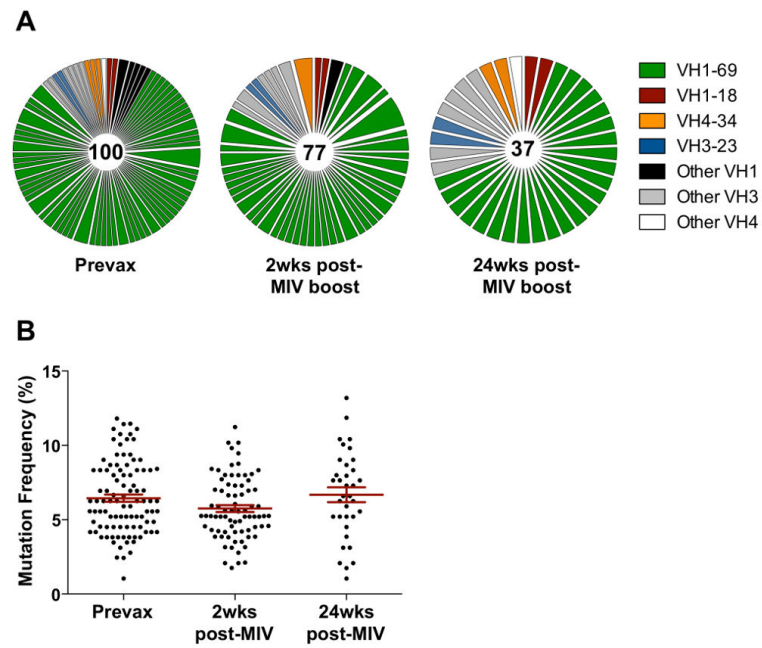 A
100
77
37
VH1-69
VH1-18
VH4-34
VH3-23
Other VH1
Other VH3
Other VH4
Prevax
2wks post-
MIV boost
24wks post-
MIV boost
B
Mutation Frequency (%)
15
10
5
0
Prevax
2wks
post-MIV
24wks
post-MIV